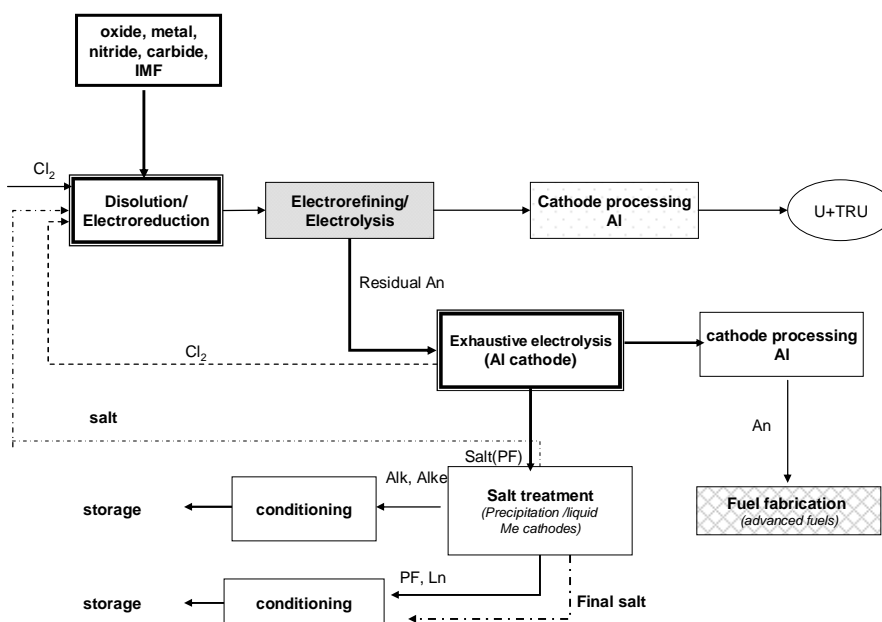 oxide, metal,
nitride, carbide,
IMF
Cl2
Disolution/
Electroreduction
Electrorefining/
Electrolysis
Cathode processing
Al
U+TRU
Residual An
Exhaustive electrolysis
(Al cathode)
cathode processing
Al
Cl2
salt
An
Salt(PF)
Alk, Alke
Salt treatment
(Precipitation /liquid
Me cathodes)
conditioning
storage
Fuel fabrication
(advanced fuels)
PF, Ln
Final salt
conditioning
storage